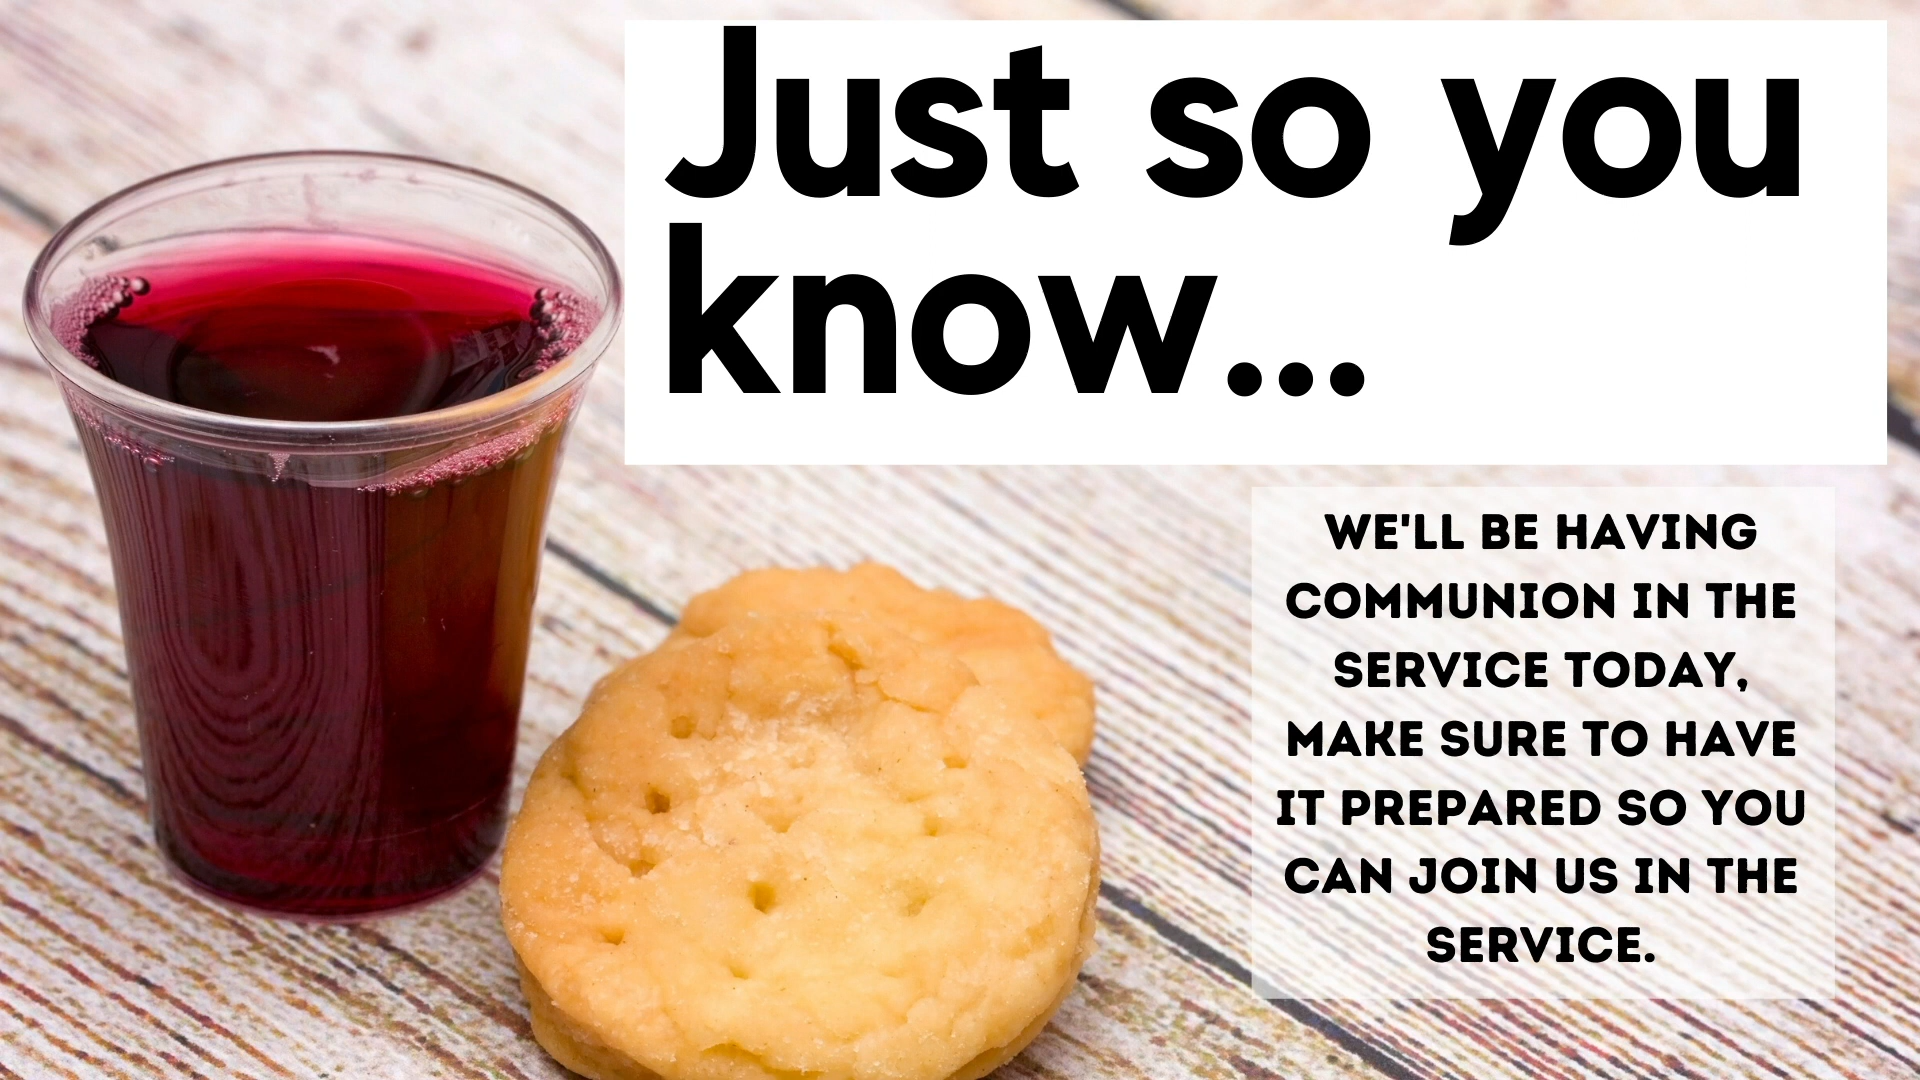 Just so you
know...
WE'LL BE HAVING
COMMUNION IN THE
SERVICE TODAY,
MAKE SURE TO HAVE
IT PREPARED SO YOU
CAN JOIN US IN THE
SERVICE.